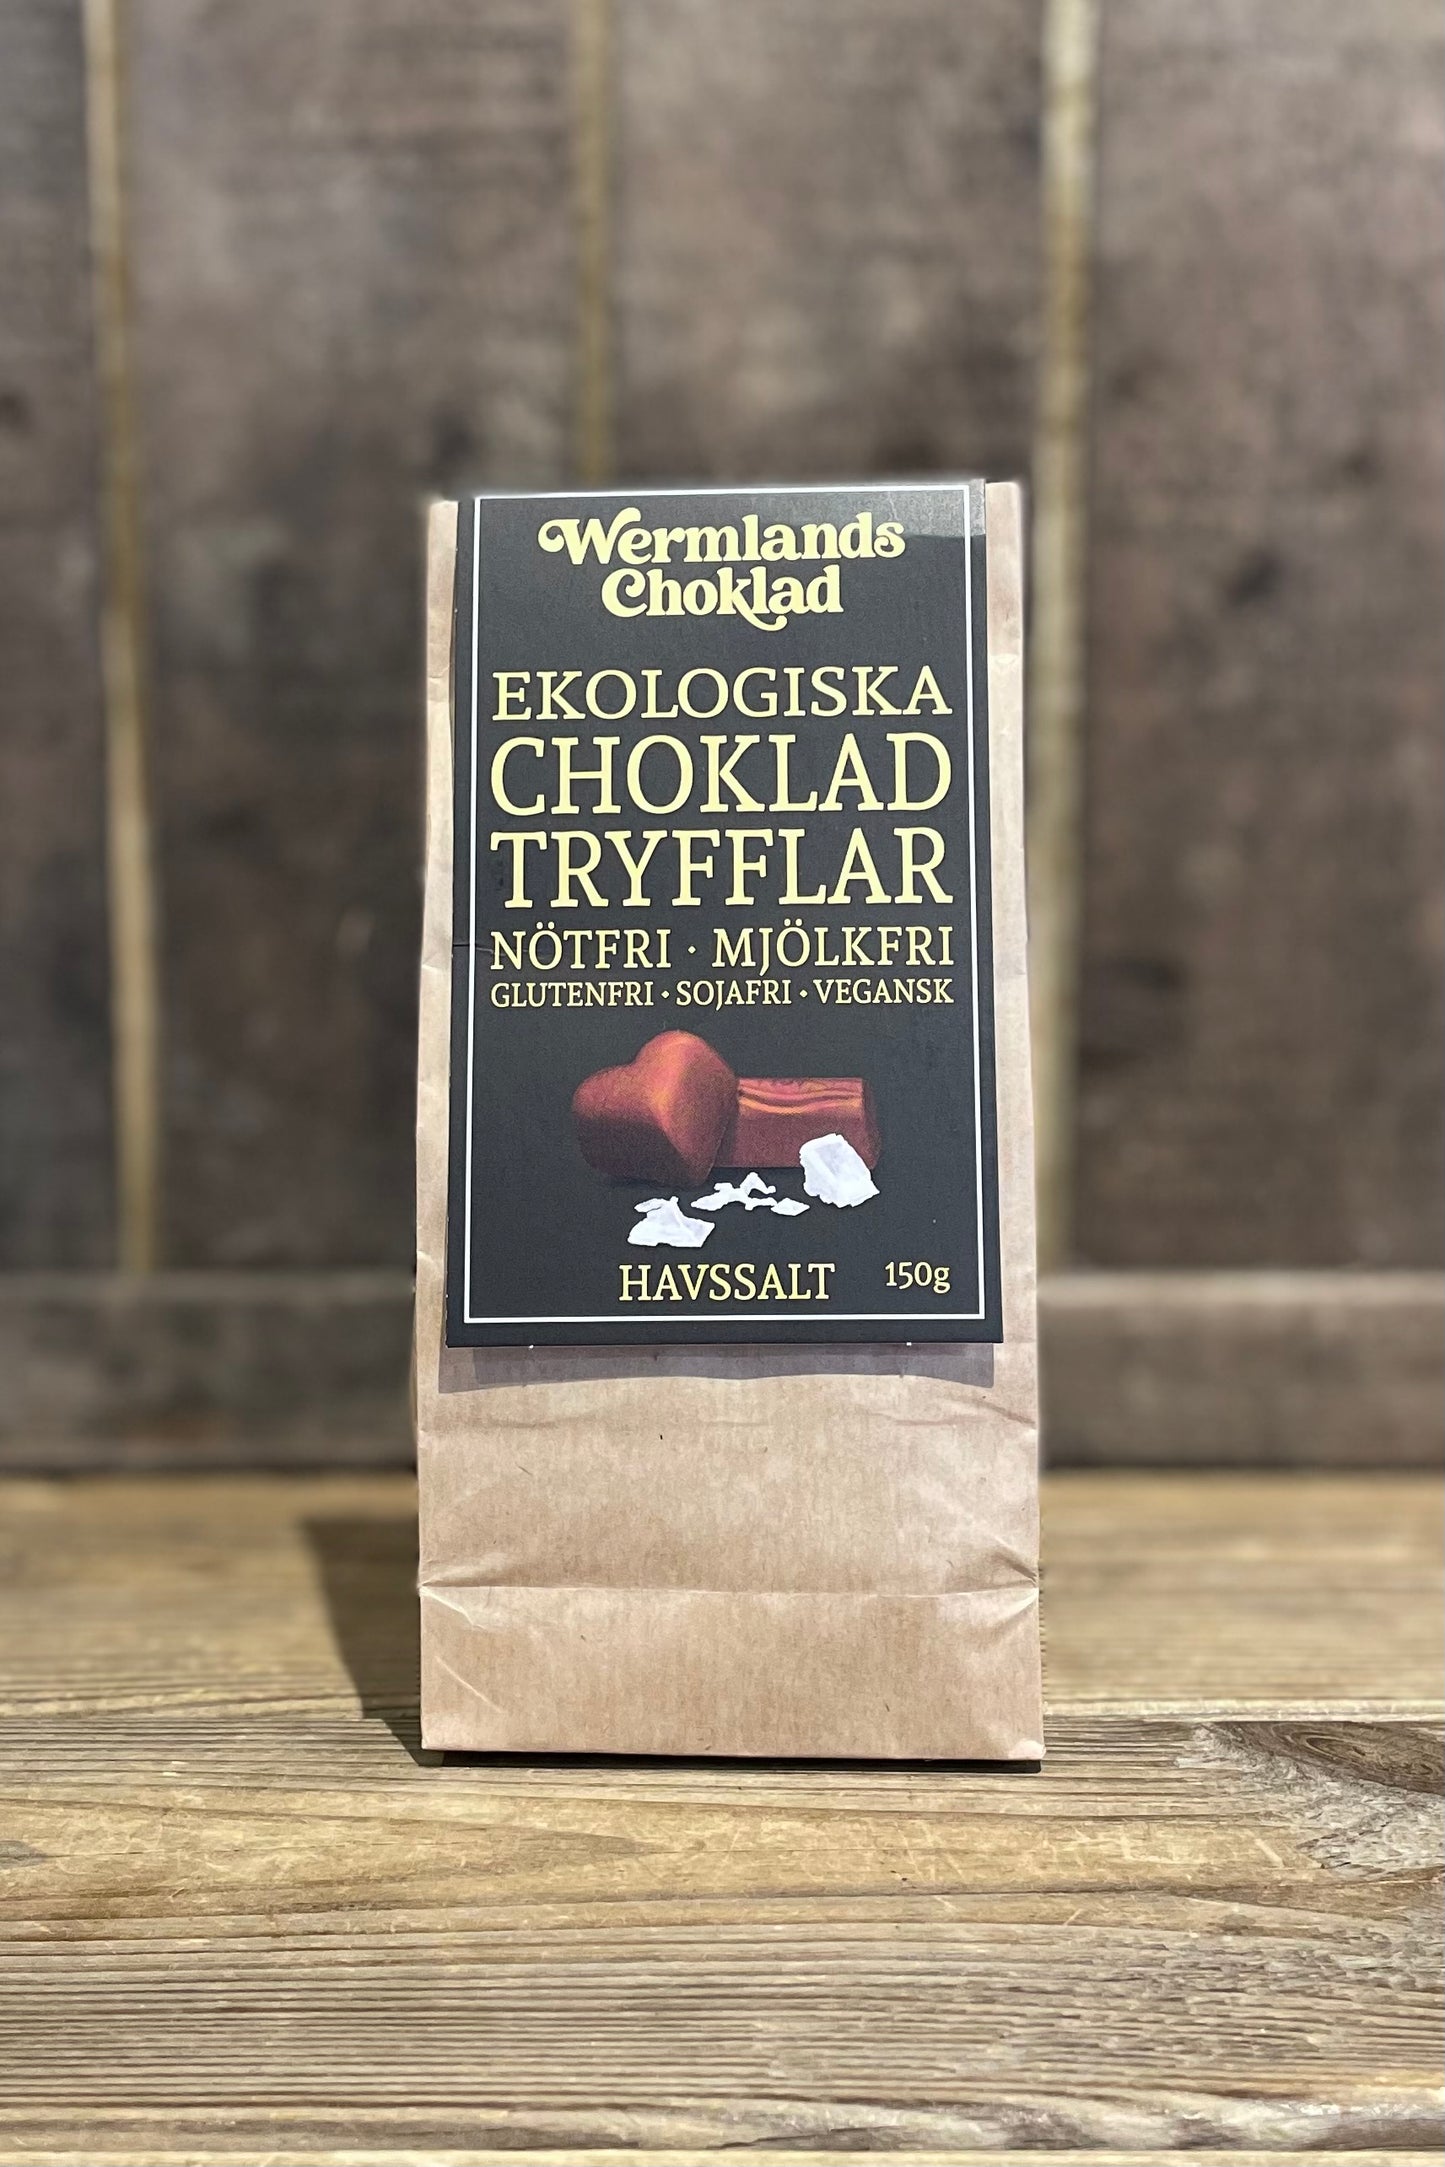 Wermlands
Choklad
EKOLOGISKA
CHOKLAD
TRYFFLAR
NÖTFRI · MJÖLKFRI
GLUTENFRI · SOJAFRI · VEGANSK
HAVSSALT 150g